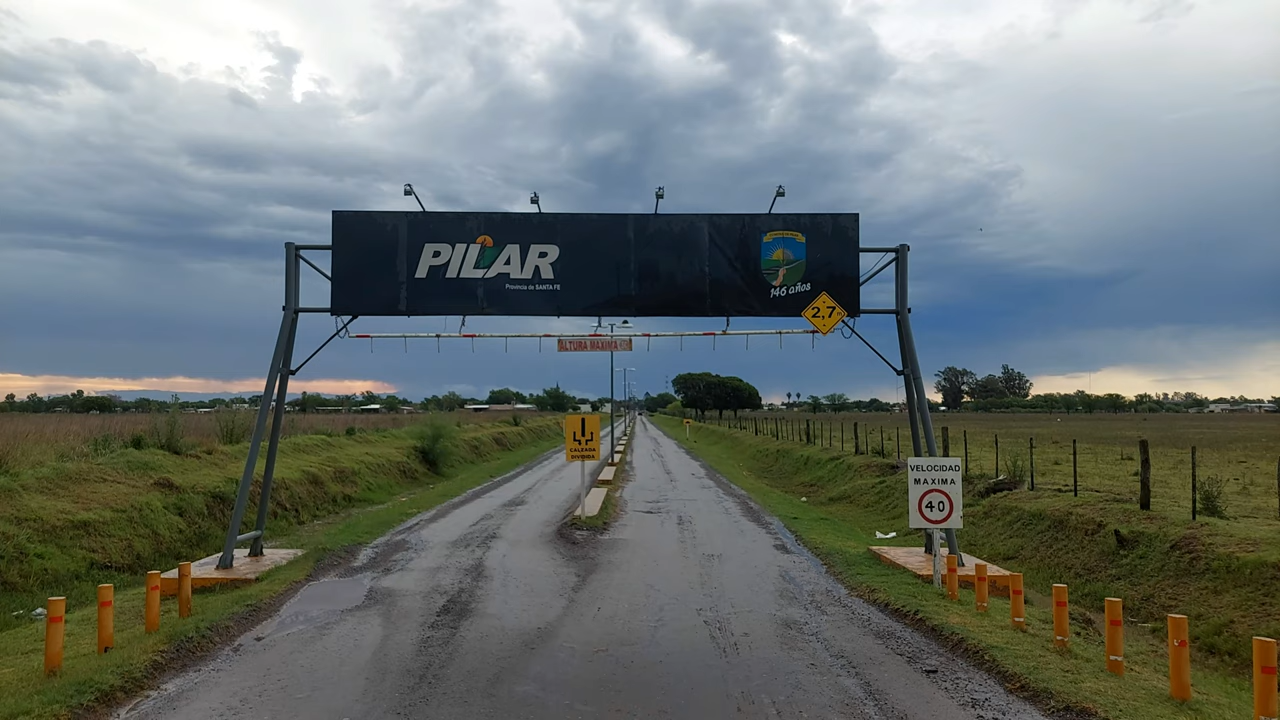 PILAR
Provincia de SANTA FE
146 años
2,7 m
ALTURA MAXIMA
CALZADA
DIVIDIDA
VELOCIDAD
MAXIMA
40